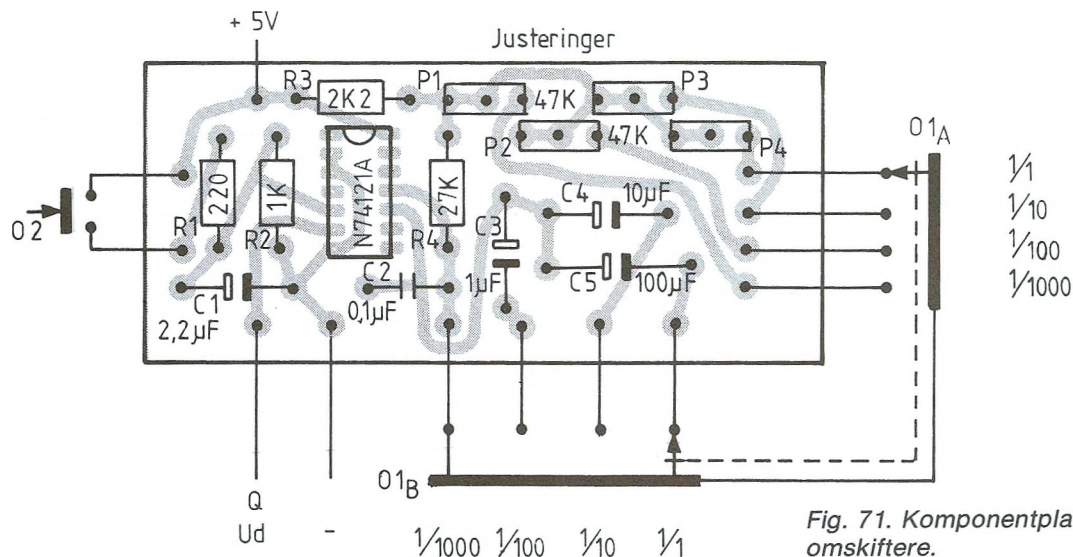 + 5V
Justeringer
R3
2K2
P1
47K
P3
P2
47K
P4
O1A
O2
R1
220
1K
R2
N74121A
27K
R4
C3
1µF
C4
10µF
C5
100µF
C1
2,2µF
C2
0,1µF
1/1
1/10
1/100
1/1000
O1B
Q
Ud
-
1/1000
1/100
1/10
1/1
Fig. 71. Komponentpla
omskiftere.